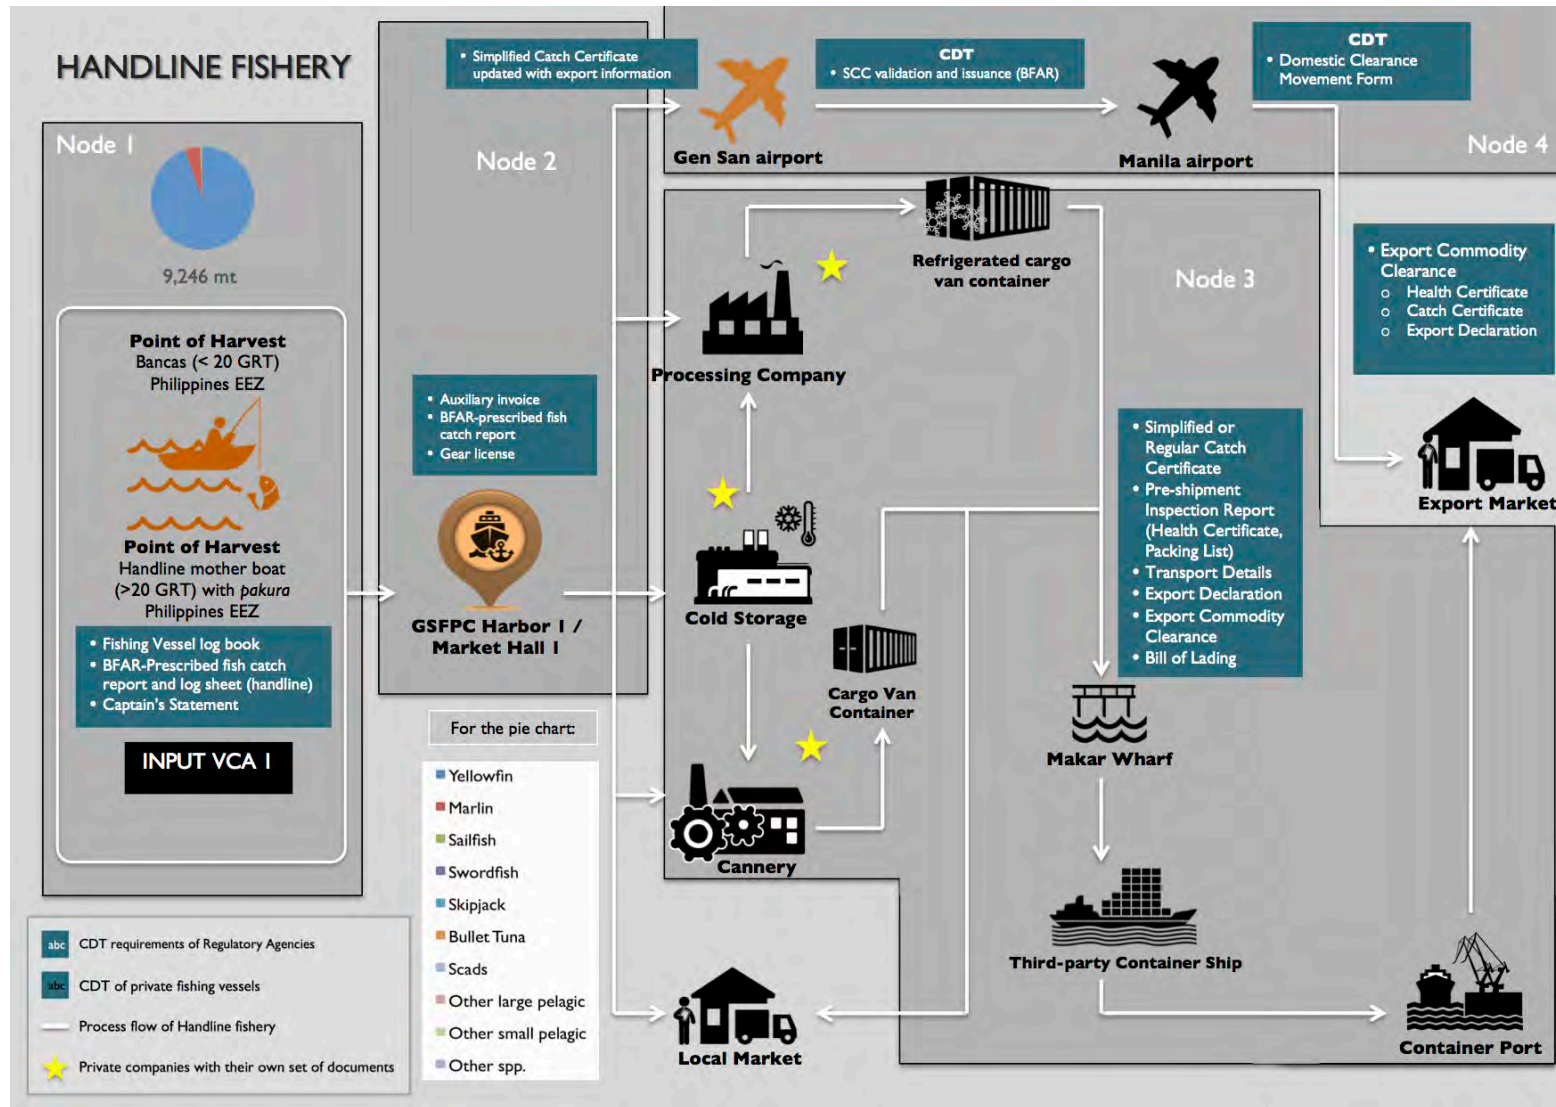 HANDLINE FISHERY
Node 1
9,246 mt
Point of Harvest
Bancas (< 20 GRT)
Philippines EEZ
Point of Harvest
Handline mother boat
(>20 GRT) with pakura
Philippines EEZ
• Fishing Vessel log book
• BFAR-Prescribed fish catch
report and log sheet (handline)
• Captain's Statement
INPUT VCA 1
Node 2
• Simplified Catch Certificate
updated with export information
• Auxiliary invoice
• BFAR-prescribed fish
catch report
• Gear license
GSFPC Harbor 1 /
Market Hall 1
Gen San airport
CDT
• SCC validation and issuance (BFAR)
Manila airport
CDT
• Domestic Clearance
Movement Form
Node 4
Refrigerated cargo
van container
Node 3
Processing Company
Cold Storage
Cargo Van
Container
Cannery
Local Market
• Simplified or
Regular Catch
Certificate
• Pre-shipment
Inspection Report
(Health Certificate,
Packing List)
• Transport Details
• Export Declaration
• Export Commodity
Clearance
• Bill of Lading
Makar Wharf
Third-party Container Ship
Container Port
• Export Commodity
Clearance
o Health Certificate
o Catch Certificate
o Export Declaration
Export Market
For the pie chart:
Yellowfin
Marlin
Sailfish
Swordfish
Skipjack
Bullet Tuna
Scads
Other large pelagic
Other small pelagic
Other spp.
abc CDT requirements of Regulatory Agencies
abc CDT of private fishing vessels
Process flow of Handline fishery
Private companies with their own set of documents